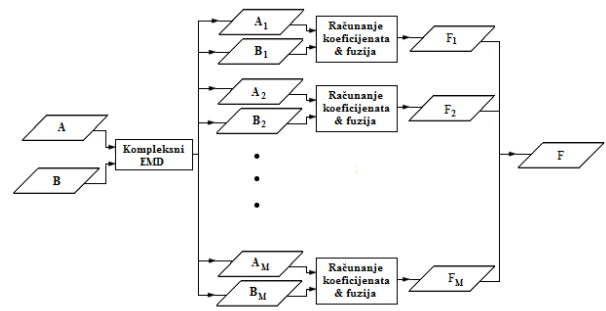 A
B
Kompleksni
EMD
A1
B1
Računanje
koeficijenata
& fuzija
F1
A2
B2
Računanje
koeficijenata
& fuzija
F2
AM
BM
Računanje
koeficijenata
& fuzija
FM
F